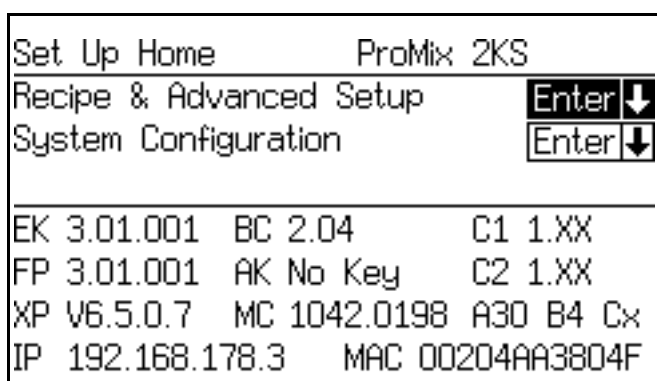 Set Up Home ProMix 2KS
Recipe & Advanced Setup Enter
System Configuration Enter
EK 3.01.001 BC 2.04 C1 1.XX
FP 3.01.001 AK No Key C2 1.XX
XP V6.5.0.7 MC 1042.0198 A30 B4 Cx
IP 192.168.178.3 MAC 00204AA3804F